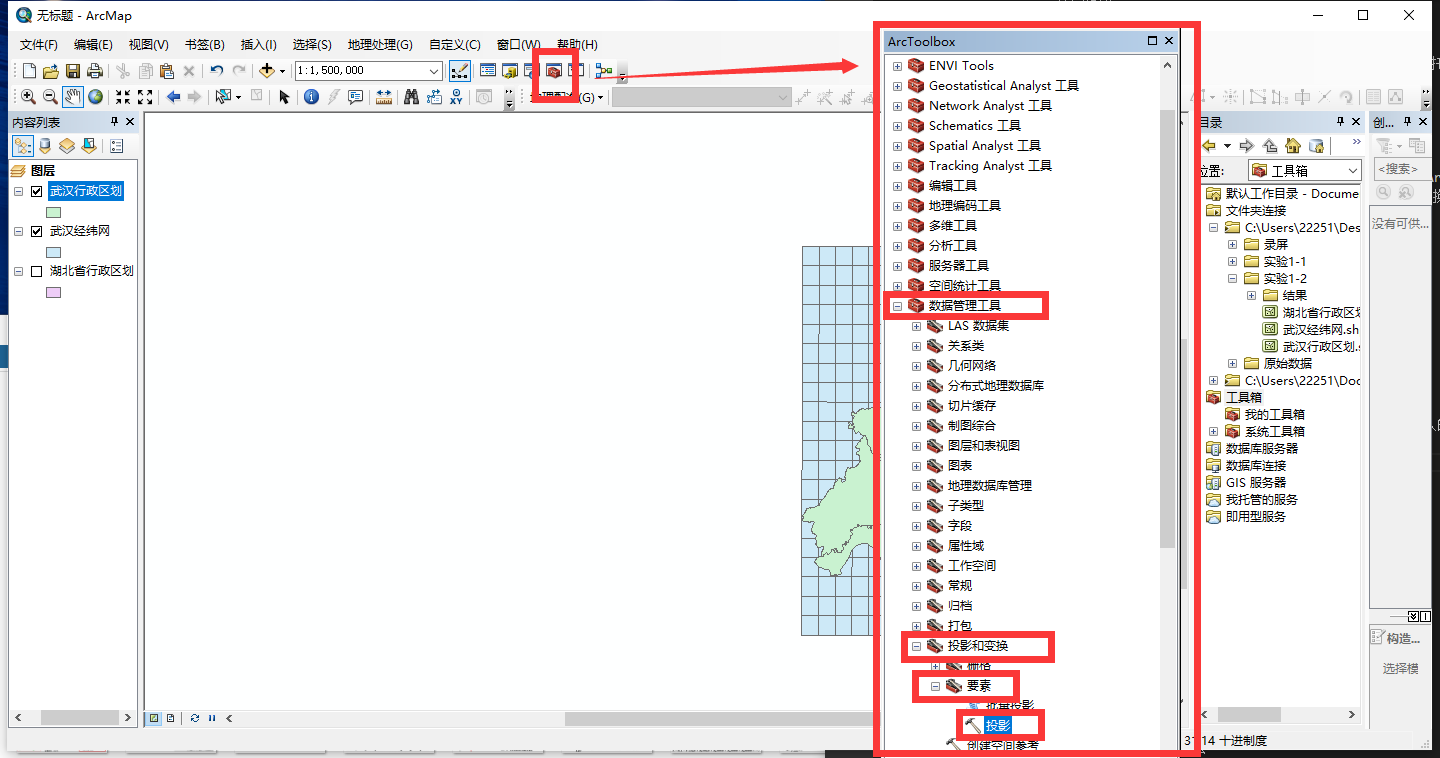 无标题 - ArcMap
文件(F) 编辑(E) 视图(V) 书签(B) 插入(I) 选择(S) 地理处理(G) 自定义(C) 窗口(W) 帮助(H)
1:1,500,000
(G)
内容列表
图层
武汉行政区划
武汉经纬网
湖北省行政区划
ArcToolbox
ENVI Tools
Geostatistical Analyst 工具
Network Analyst 工具
Schematics 工具
Spatial Analyst 工具
Tracking Analyst 工具
编辑工具
地理编码工具
多维工具
分析工具
服务器工具
空间统计工具
数据管理工具
LAS 数据集
关系类
几何网络
分布式地理数据库
切片缓存
制图综合
图层和表视图
图表
地理数据库管理
子类型
字段
属性域
工作空间
常规
归档
打包
投影和变换
栅格
要素
批量投影
投影
创建空间参考
目录
位置: 工具箱
默认工作目录 - Docume
文件夹连接
C:\Users\22251\Des
录屏
实验1-1
实验1-2
结果
湖北省行政区划
武汉经纬网.sh
武汉行政区划.s
原始数据
C:\Users\22251\Doc
工具箱
我的工具箱
系统工具箱
数据库服务器
数据库连接
GIS 服务器
我托管的服务
即用型服务
创...
<搜索>
没有可供...
构造...
选择模
14 十进制度